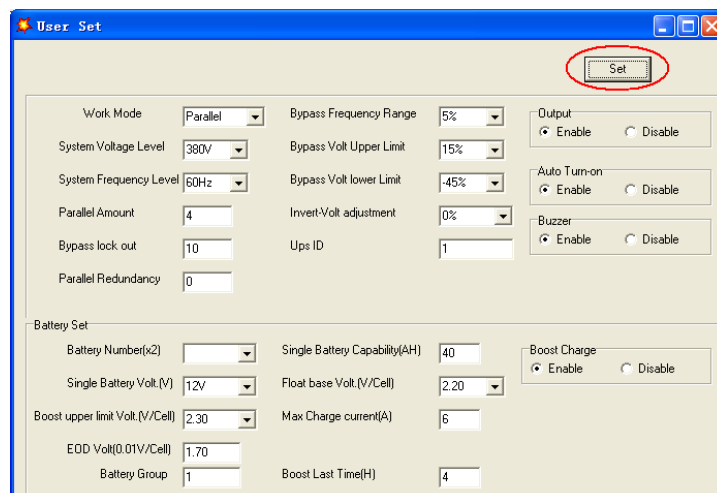 User Set
Set
Work Mode Parallel Bypass Frequency Range 5% Output
Enable Disable
System Voltage Level 380V Bypass Volt Upper Limit 15%
System Frequency Level 60Hz Bypass Volt lower Limit -45% Auto Turn-on
Enable Disable
Parallel Amount 4 Invert-Volt adjustment 0% Buzzer
Enable Disable
Bypass lock out 10 Ups ID 1
Parallel Redundancy 0
Battery Set
Battery Number(x2) Single Battery Capability(AH) 40 Boost Charge
Enable Disable
Single Battery Volt.(V) 12V Float base Volt.(V/Cell) 2.20
Boost upper limit Volt.(V/Cell) 2.30 Max Charge current(A) 6
EOD Volt(0.01V/Cell) 1.70
Battery Group 1 Boost Last Time(H) 4